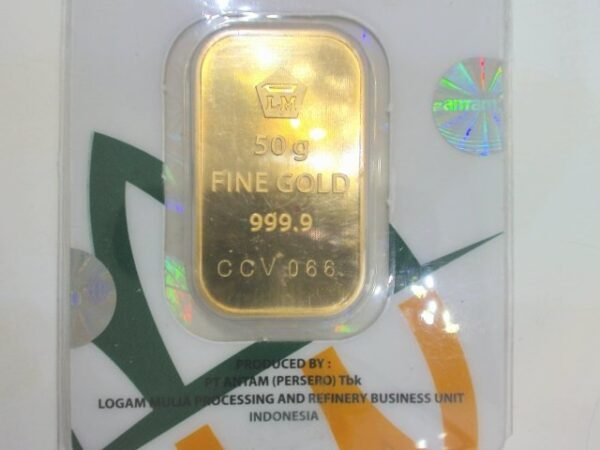 LM
50 g
FINE GOLD
999.9
CCV 066
antam
PRODUCED BY :
PT ANTAM (PERSERO) Tbk
LOGAM MULIA PROCESSING AND REFINERY BUSINESS UNIT
INDONESIA